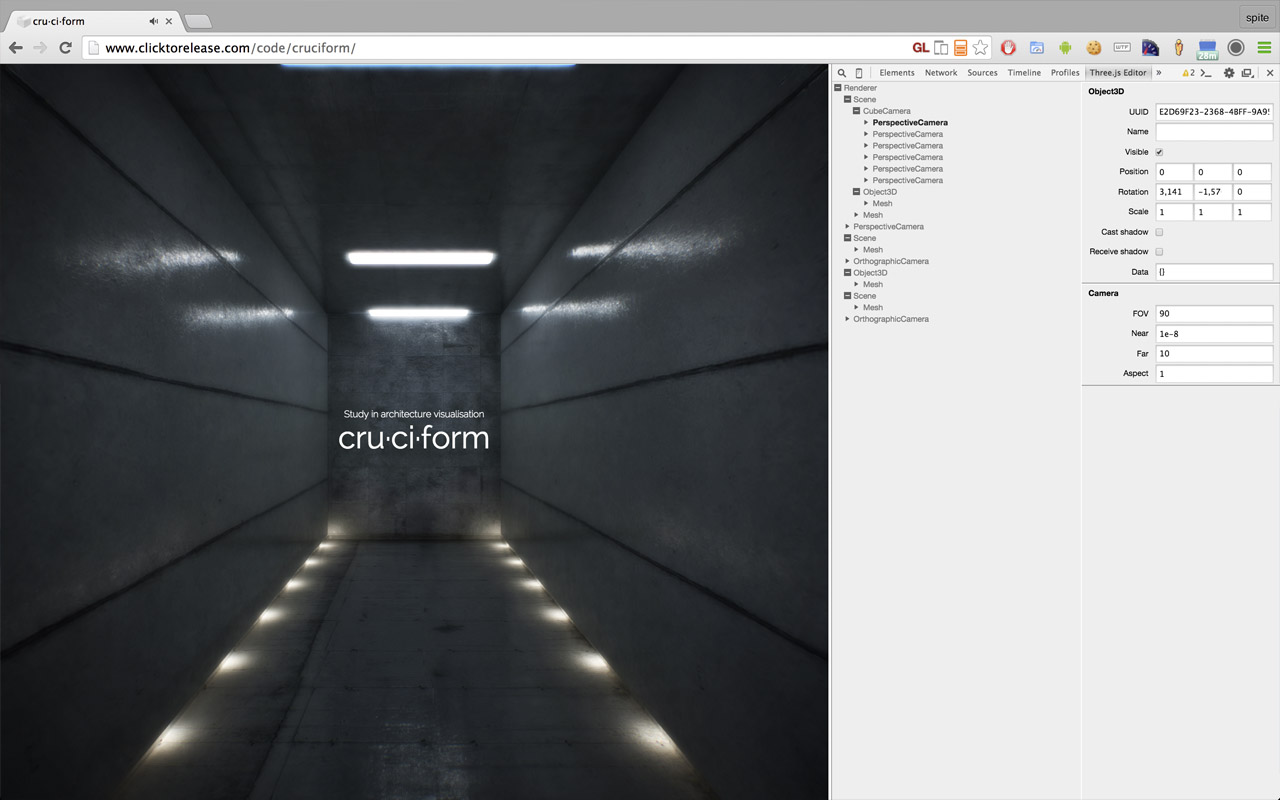 cru·ci·form
spite
www.clicktorelease.com/code/cruciform/
GL
WTF
28m
Study in architecture visualisation
cru·ci·form
Elements Network Sources Timeline Profiles Three.js Editor » 2
Renderer
Scene
CubeCamera
PerspectiveCamera
PerspectiveCamera
PerspectiveCamera
PerspectiveCamera
PerspectiveCamera
PerspectiveCamera
Object3D
Mesh
Mesh
PerspectiveCamera
Scene
Mesh
OrthographicCamera
Object3D
Mesh
Scene
Mesh
OrthographicCamera
Object3D
UUID E2D69F23-2368-4BFF-9A9
Name
Visible
Position 0 0 0
Rotation 3,141 -1,57 0
Scale 1 1 1
Cast shadow
Receive shadow
Data {}
Camera
FOV 90
Near 1e-8
Far 10
Aspect 1